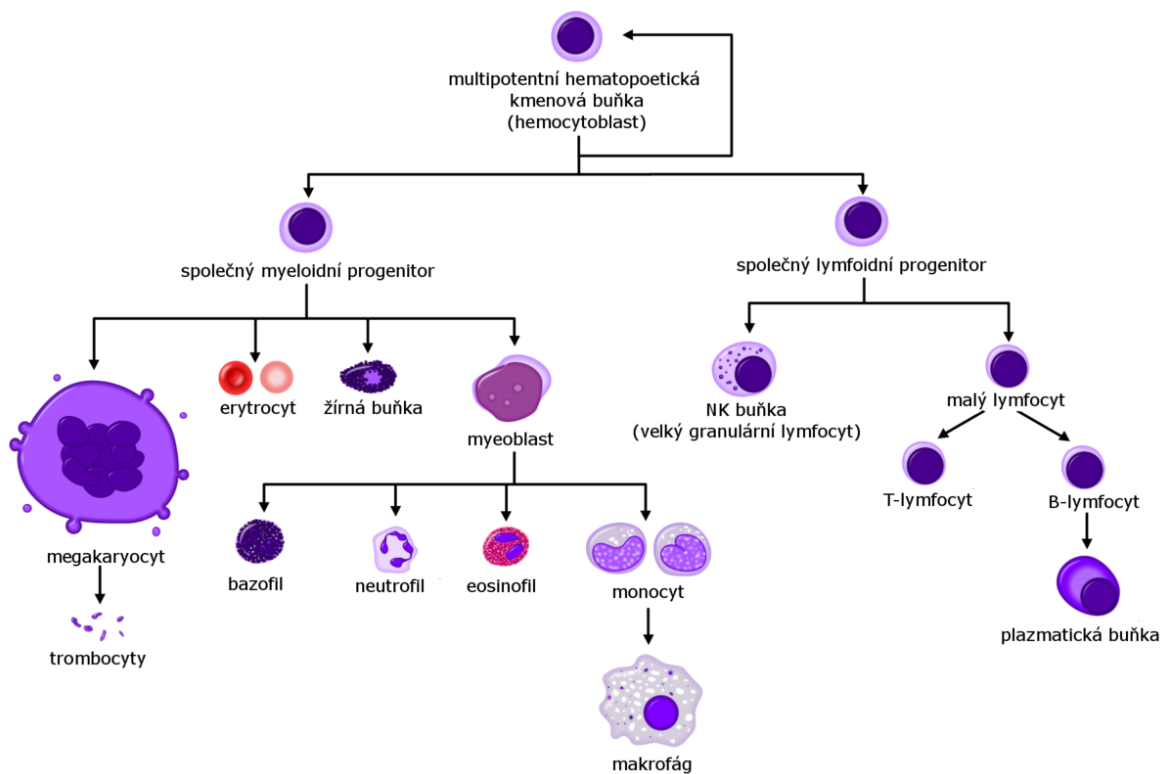 multipotentní hematopoetická
kmenová buňka
(hemocytoblast)
společný myeloidní progenitor
společný lymfoidní progenitor
erytrocyt
žírná buňka
myeoblast
NK buňka
(velký granulární lymfocyt)
malý lymfocyt
T-lymfocyt
B-lymfocyt
megakaryocyt
bazofil
neutrofil
eosinofil
monocyt
plazmatická buňka
trombocyty
makrofág